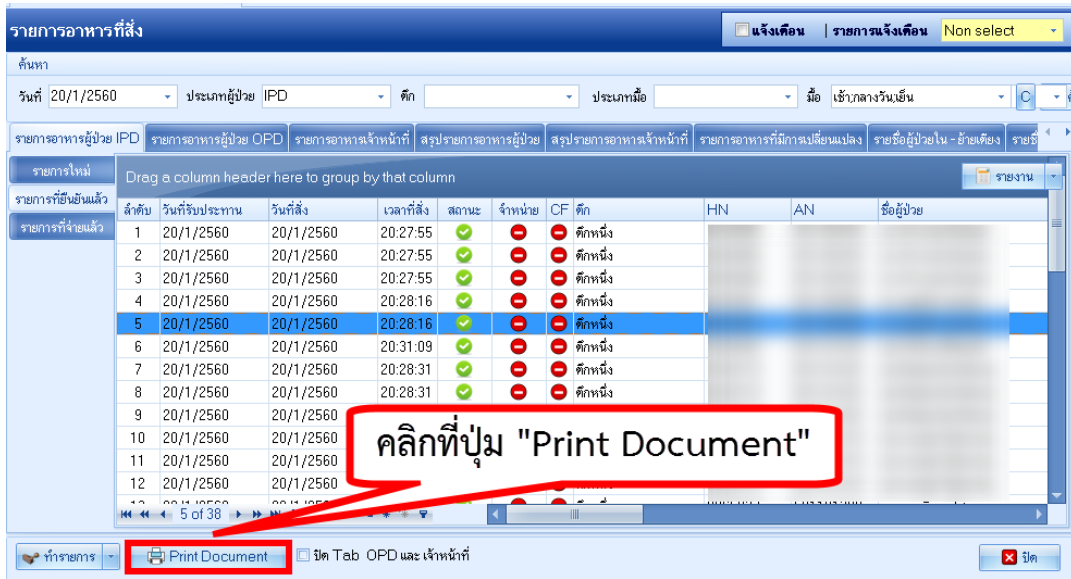 รายการอาหารที่สั่ง แจ้งเตือน | รายการแจ้งเตือน Non select
ค้นหา
วันที่ 20/1/2560 ประเภทผู้ป่วย IPD ตึก ประเภทมื้อ มื้อ เช้า;กลางวัน;เย็น C
รายการอาหารผู้ป่วย IPD รายการอาหารผู้ป่วย OPD รายการอาหารเจ้าหน้าที่ สรุปรายการอาหารผู้ป่วย สรุปรายการอาหารเจ้าหน้าที่ รายการอาหารที่มีการเปลี่ยนแปลง รายชื่อผู้ป่วยใน - ย้ายเตียง
รายการใหม่ Drag a column header here to group by that column รายงาน
รายการที่ยืนยันแล้ว
รายการที่จ่ายแล้ว
ลำดับ วันที่รับประทาน วันที่สั่ง เวลาที่สั่ง สถานะ จำหน่าย CF ตึก HN AN ชื่อผู้ป่วย
1 20/1/2560 20/1/2560 20:27:55 ตึกหนึ่ง
2 20/1/2560 20/1/2560 20:27:55 ตึกหนึ่ง
3 20/1/2560 20/1/2560 20:27:55 ตึกหนึ่ง
4 20/1/2560 20/1/2560 20:28:16 ตึกหนึ่ง
5 20/1/2560 20/1/2560 20:28:16 ตึกหนึ่ง
6 20/1/2560 20/1/2560 20:31:09 ตึกหนึ่ง
7 20/1/2560 20/1/2560 20:28:31 ตึกหนึ่ง
8 20/1/2560 20/1/2560 20:28:31 ตึกหนึ่ง
9 20/1/2560 20/1/2560
10 20/1/2560 20/1/2560
11 20/1/2560 20/1/2560
12 20/1/2560 20/1/2560
คลิกที่ปุ่ม "Print Document"
5 of 38
ทำรายการ Print Document ปิด Tab OPD และ เจ้าหน้าที่ ปิด